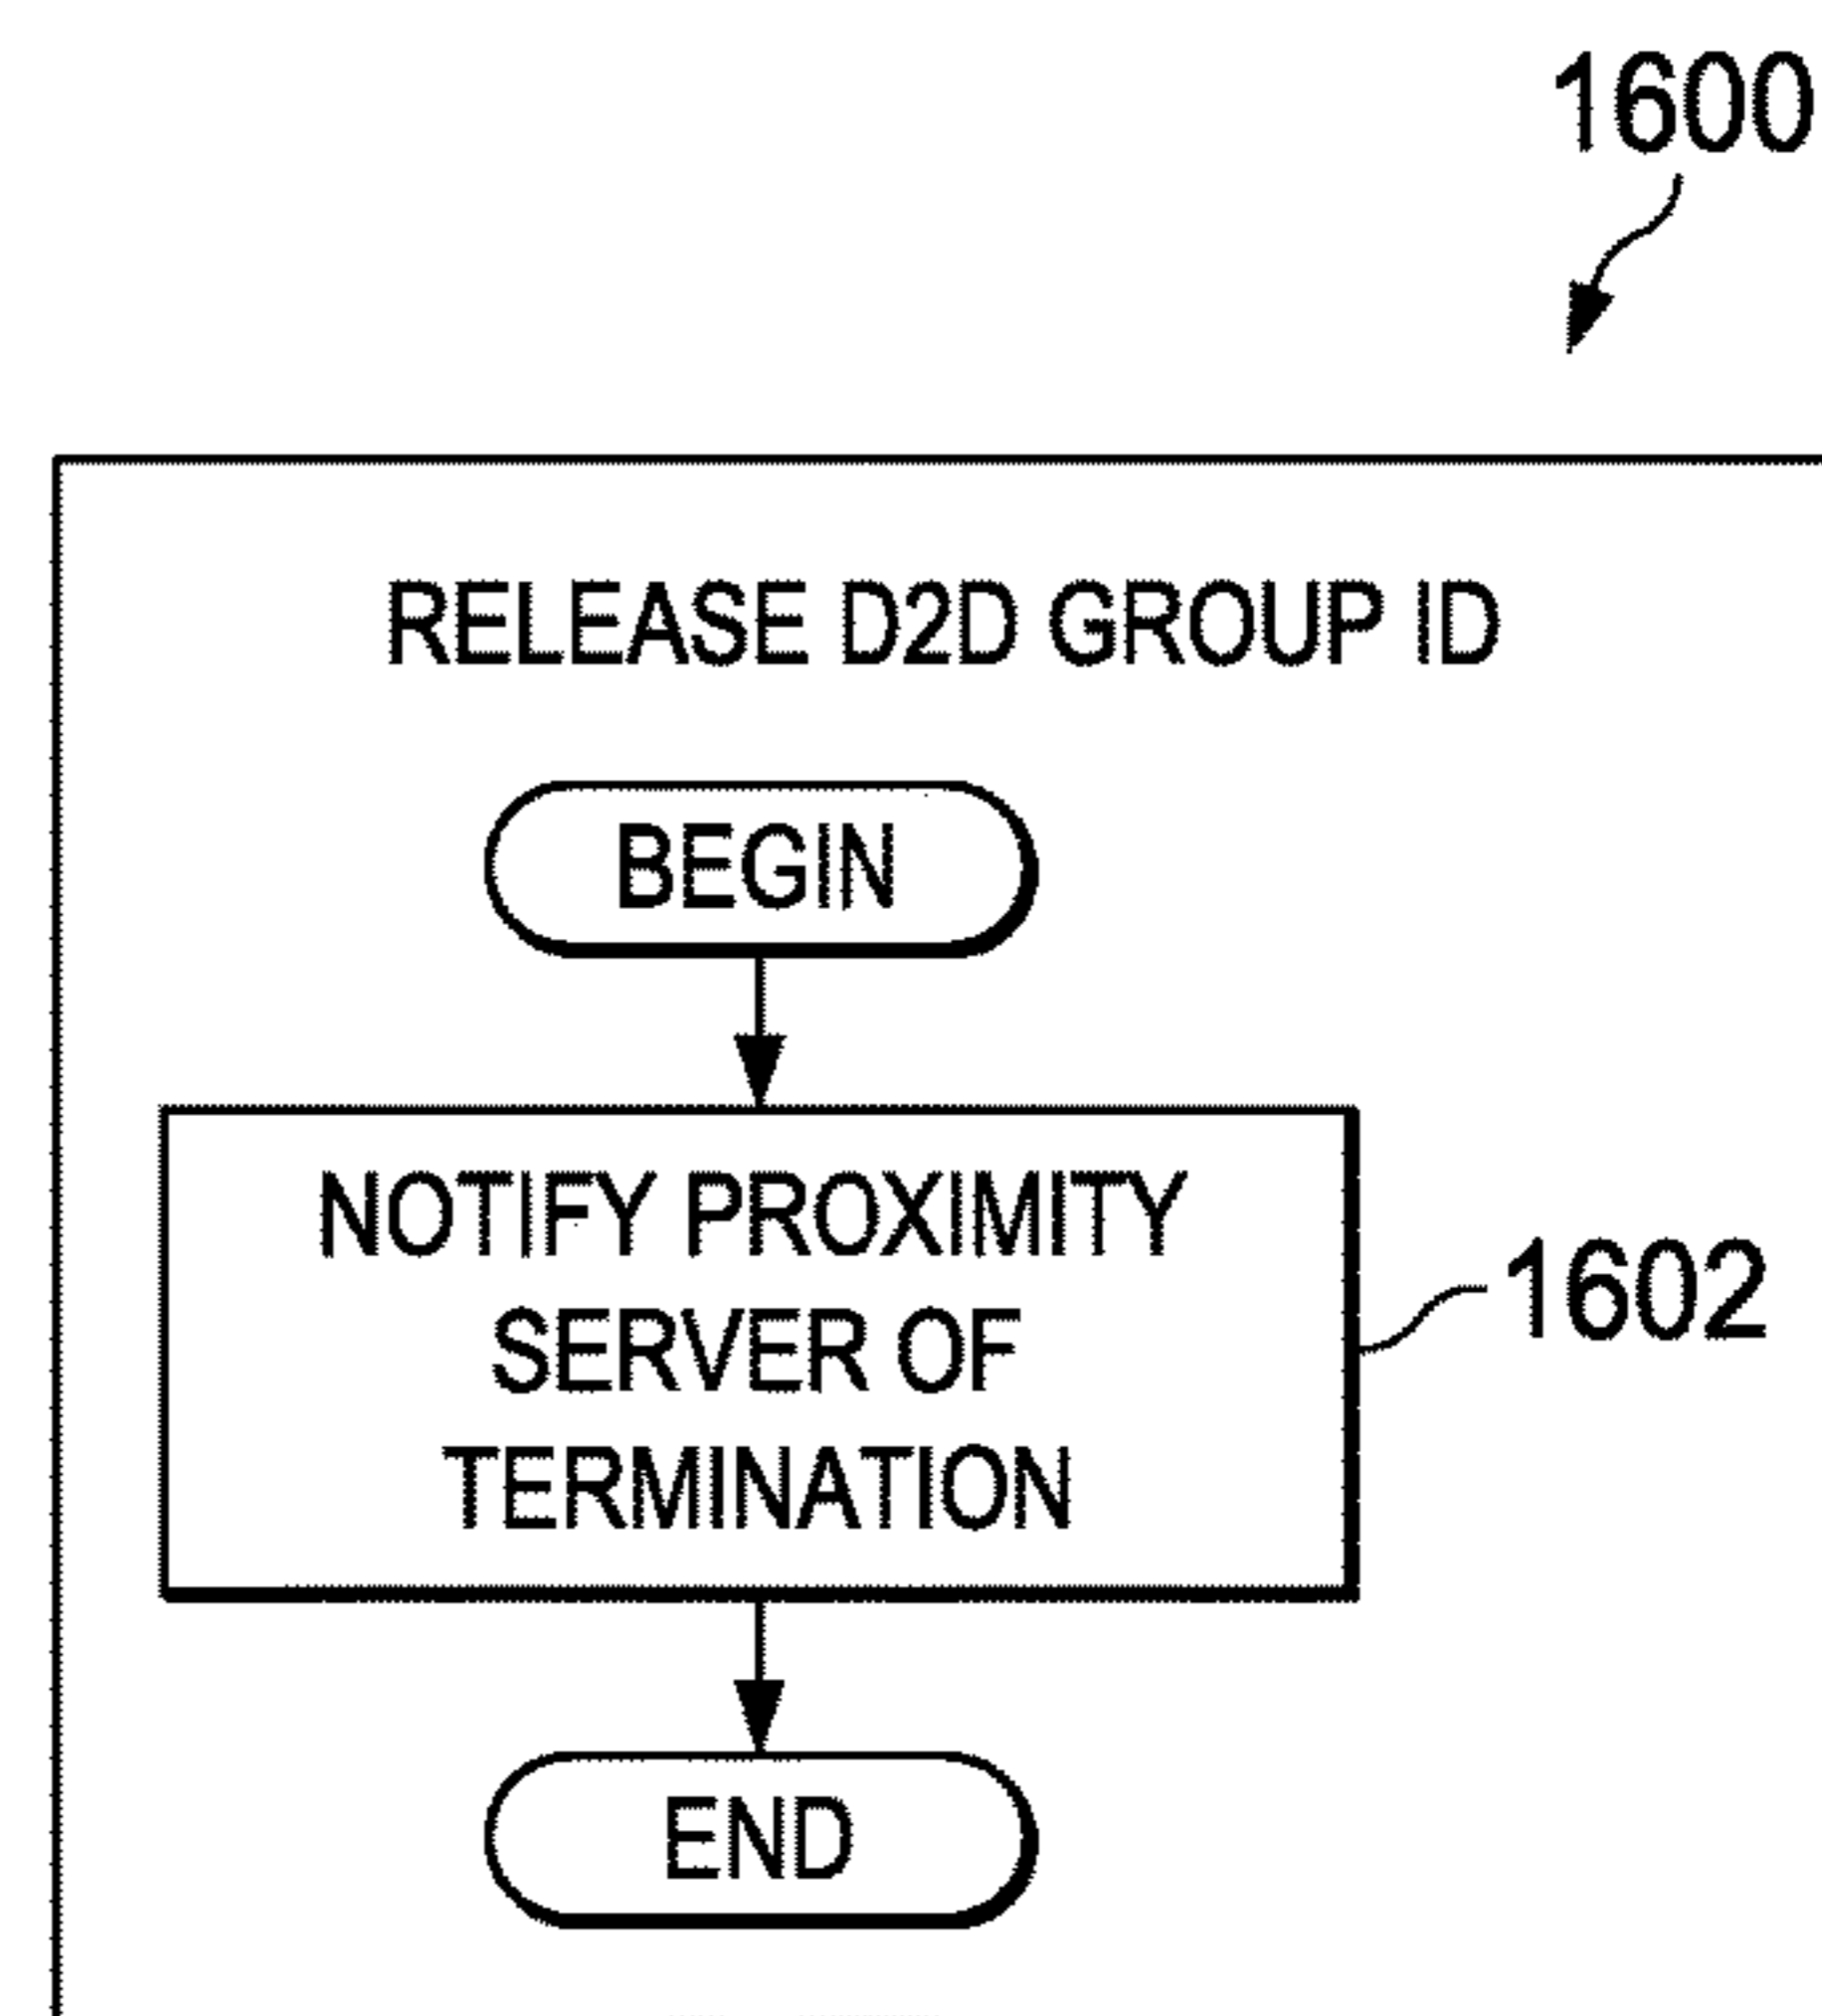 1600
RELEASE D2D GROUP ID
BEGIN
NOTIFY PROXIMITY
SERVER OF
TERMINATION
1602
END